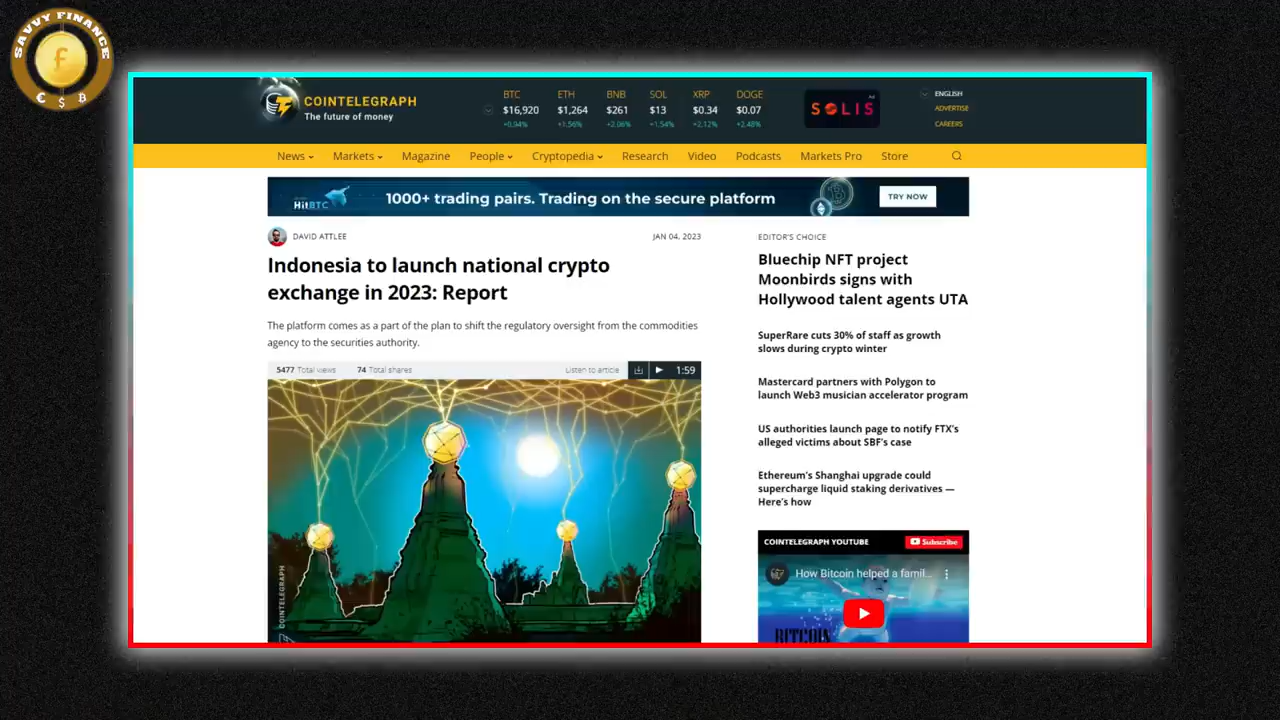 SAVVY FINANCE
£
€ $ B
COINTELEGRAPH
The future of money
BTC ETH BNB SOL XRP DOGE
$16,920 $1,264 $261 $13 $0.34 $0.07
+0.94% +1.56% +2.06% +1.54% +2.12% +2.48%
Ad
SOLIS
ENGLISH
ADVERTISE
CAREERS
News Markets Magazine People Cryptopedia Research Video Podcasts Markets Pro Store
HitBTC 1000+ trading pairs. Trading on the secure platform TRY NOW
DAVID ATTLEE JAN 04, 2023
Indonesia to launch national crypto
exchange in 2023: Report
The platform comes as a part of the plan to shift the regulatory oversight from the commodities
agency to the securities authority.
5477 Total views 74 Total shares Listen to article 1:59
COINTELEGRAPH
EDITOR'S CHOICE
Bluechip NFT project
Moonbirds signs with
Hollywood talent agents UTA
SuperRare cuts 30% of staff as growth
slows during crypto winter
Mastercard partners with Polygon to
launch Web3 musician accelerator program
US authorities launch page to notify FTX's
alleged victims about SBF's case
Ethereum's Shanghai upgrade could
supercharge liquid staking derivatives —
Here's how
COINTELEGRAPH YOUTUBE Subscribe
How Bitcoin helped a famil...
BITCOIN